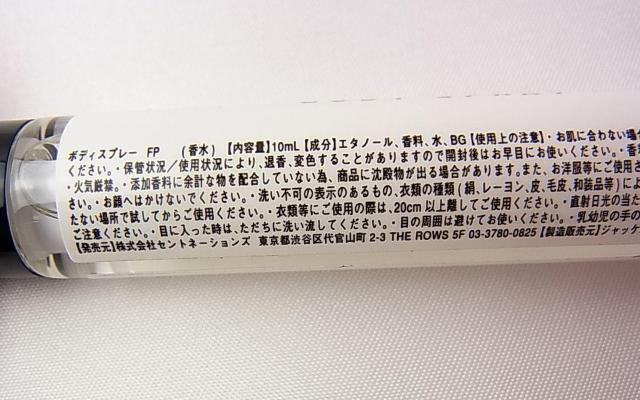 ボディスプレー FP (香水) 【内容量】10mL 【成分】エタノール、香料、水、BG【使用上の注意】・お肌に合わない場合
ください。・保管状況／使用状況により、退香、変色することがありますので開封後はお早目にお使いください。・香料
・火気厳禁。・添加香料に余計な物を配合していない為、商品に沈殿物が出る場合があります。また、お洋服等にご使用さ
さい。・お顔へはかけないでください。・洗い不可の表示のあるもの、衣類の種類(絹、レーヨン、皮、毛皮、和装品等)に
たない場所で試してからご使用ください。・衣類等にご使用の際は、20cm以上離してご使用ください。・直射日光の当た
ご注意ください。・目に入った時は、ただちに洗い流してください。・目の周囲は避けてお使いください。・乳幼児の手の
【発売元】株式会社セントネーションズ 東京都渋谷区代官山町2-3 THE ROWS 5F 03-3780-0825【製造販売元】ジャッケ